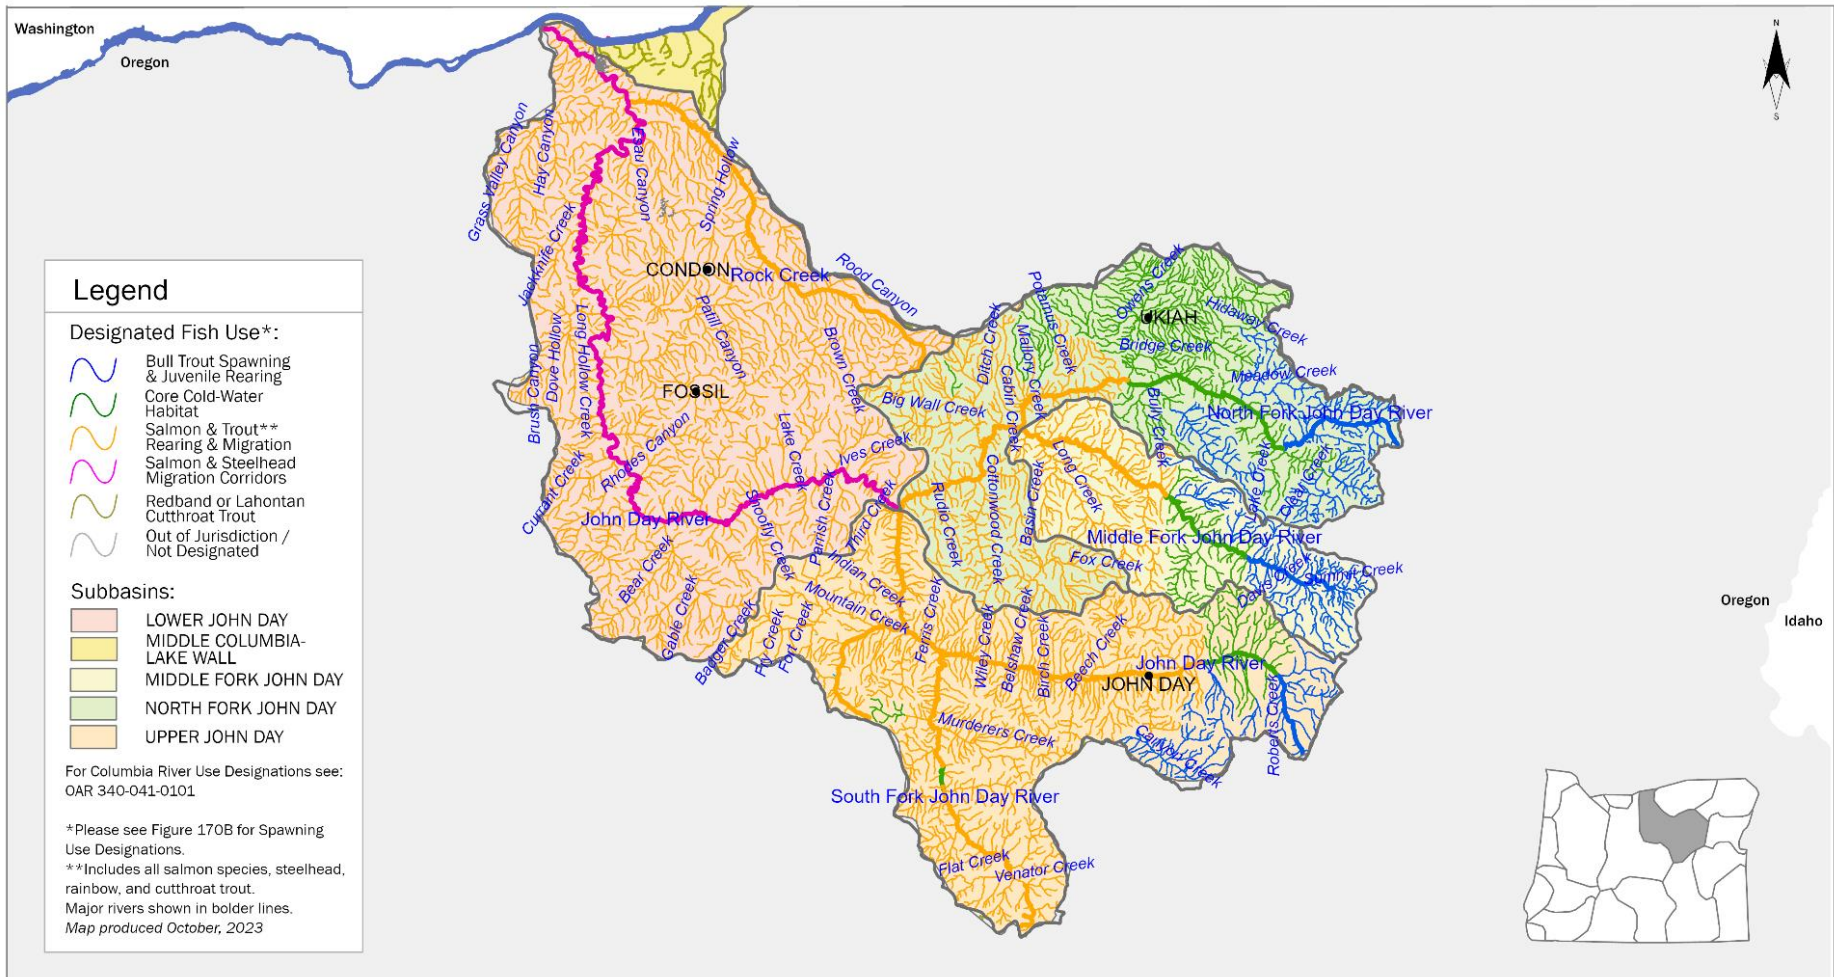 Washington
Oregon
N
S
Grass Valley Canyon
Hay Canyon
Esau Canyon
Spring Hollow
Jackknife Creek
CONDON
Rock Creek
Rood Canyon
Patill Canyon
Long Hollow Creek
Dove Hollow
Brush Canyon
FOSSIL
Brown Creek
Rhodes Canyon
Lake Creek
Ives Creek
Currant Creek
John Day River
Snoofly Creek
Parrish Creek
Third Creek
Bear Creek
Gable Creek
Badger Creek
Fry Creek
Fort Creek
Indian Creek
Mountain Creek
Ferris Creek
Potamus Creek
Ditch Creek
Mallory Creek
Cabin Creek
Big Wall Creek
Owens Creek
UKIAH
Hidaway Creek
Bridge Creek
Meadow Creek
North Fork John Day River
Bully Creek
Lake Creek
Clear Creek
Long Creek
Basin Creek
Cottonwood Creek
Rudio Creek
Middle Fork John Day River
Fox Creek
Davis Creek
Summit Creek
Wiley Creek
Belshaw Creek
Birch Creek
Beech Creek
John Day River
JOHN DAY
Murderers Creek
Canyon Creek
Roberts Creek
South Fork John Day River
Flat Creek
Venator Creek
Oregon
Idaho
Legend
Designated Fish Use*:
Bull Trout Spawning
& Juvenile Rearing
Core Cold-Water
Habitat
Salmon & Trout**
Rearing & Migration
Salmon & Steelhead
Migration Corridors
Redband or Lahontan
Cutthroat Trout
Out of Jurisdiction /
Not Designated
Subbasins:
LOWER JOHN DAY
MIDDLE COLUMBIA-
LAKE WALL
MIDDLE FORK JOHN DAY
NORTH FORK JOHN DAY
UPPER JOHN DAY
For Columbia River Use Designations see:
OAR 340-041-0101
*Please see Figure 170B for Spawning
Use Designations.
**Includes all salmon species, steelhead,
rainbow, and cutthroat trout.
Major rivers shown in bolder lines.
Map produced October, 2023